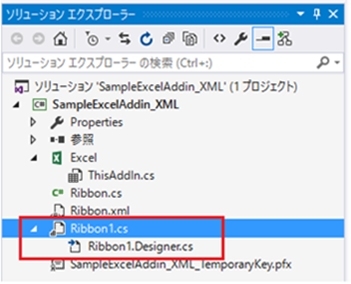 ソリューション エクスプローラー
ソリューション エクスプローラー の検索 (Ctrl+:)
ソリューション 'SampleExcelAddin_XML' (1 プロジェクト)
SampleExcelAddin_XML
Properties
参照
Excel
ThisAddIn.cs
Ribbon.cs
Ribbon.xml
Ribbon1.cs
Ribbon1.Designer.cs
SampleExcelAddin_XML_TemporaryKey.pfx